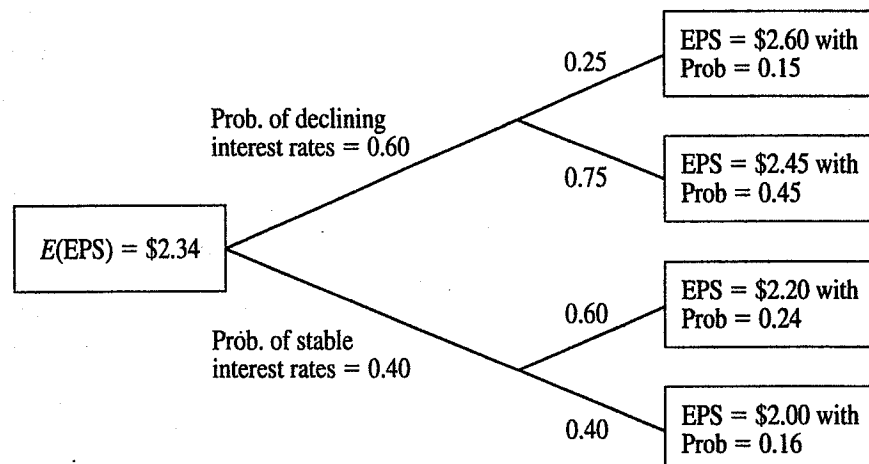 EPS = $2.60 with
Prob = 0.15
0.25
Prob. of declining
interest rates = 0.60
EPS = $2.45 with
Prob = 0.45
0.75
E(EPS) = $2.34
EPS = $2.20 with
Prob = 0.24
0.60
Prob. of stable
interest rates = 0.40
EPS = $2.00 with
Prob = 0.16
0.40